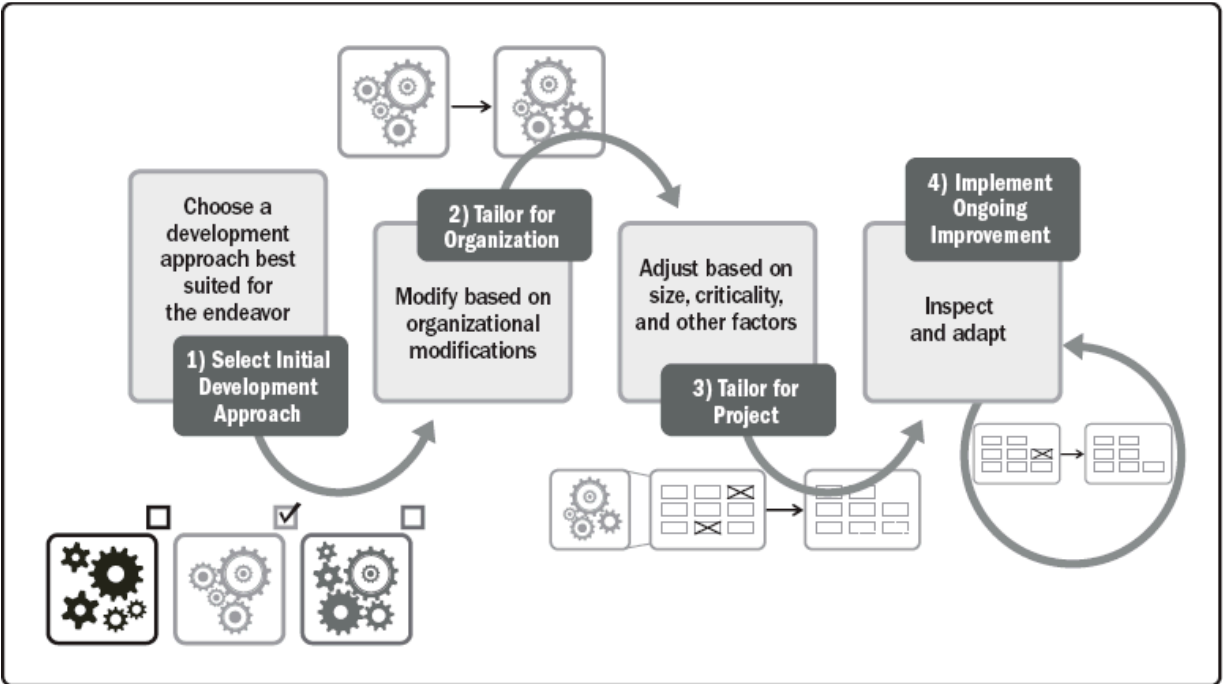 Choose a
development
approach best
suited for
the endeavor
1) Select Initial
Development
Approach
2) Tailor for
Organization
Modify based on
organizational
modifications
Adjust based on
size, criticality,
and other factors
3) Tailor for
Project
4) Implement
Ongoing
Improvement
Inspect
and adapt